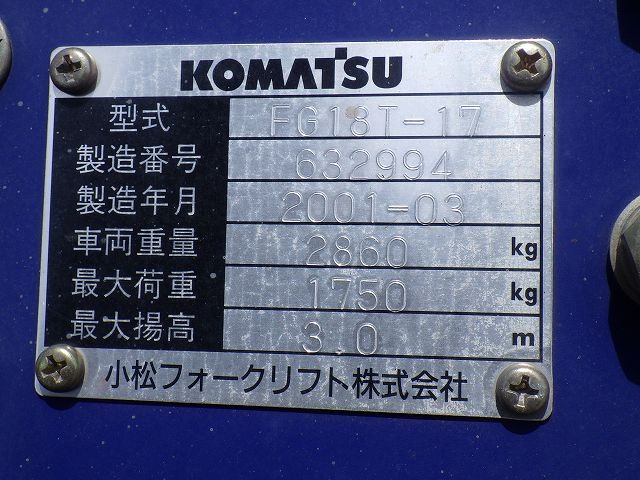 KOMATSU
型式 FG18T-17
製造番号 632994
製造年月 2001-03
車両重量 2860 kg
最大荷重 1750 kg
最大揚高 3.0 m
小松フォークリフト株式会社